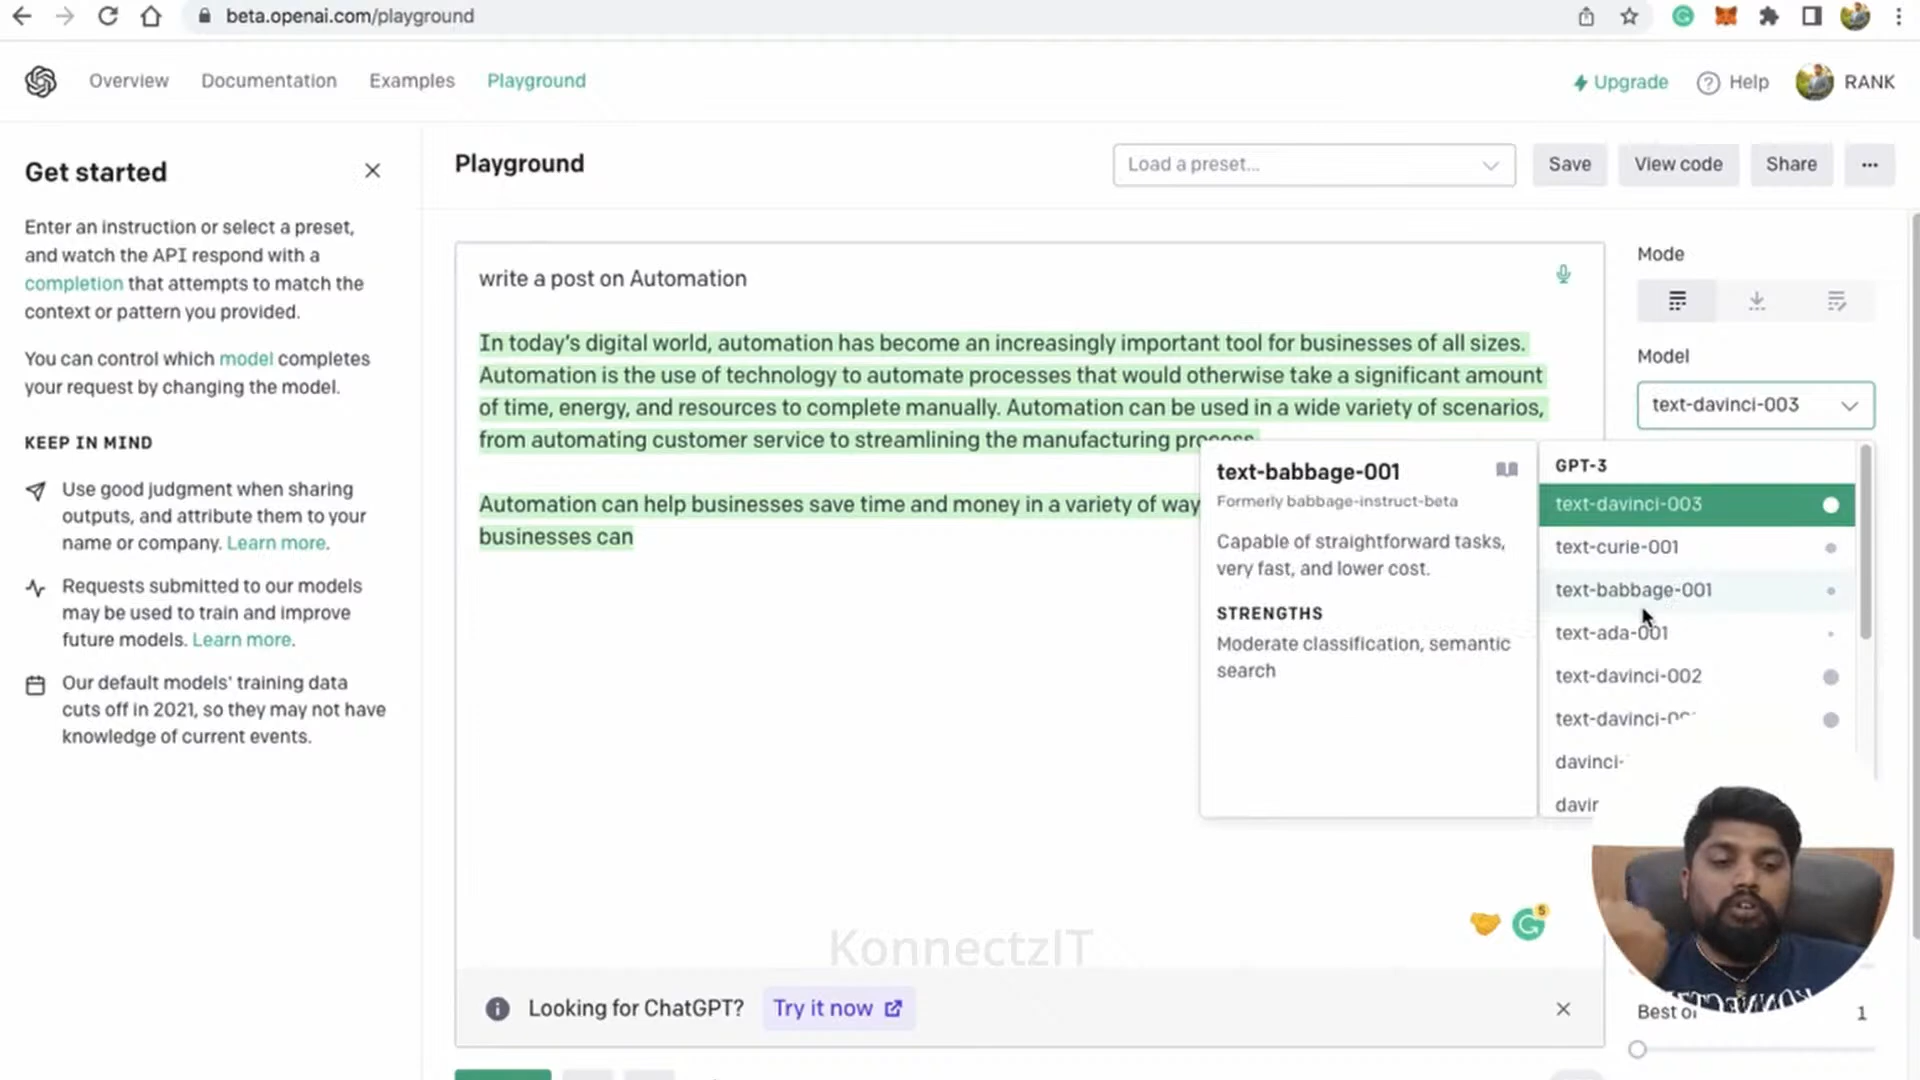 beta.openai.com/playground
Overview
Documentation
Examples
Playground
Upgrade
Help
RANK
Get started
Enter an instruction or select a preset,
and watch the API respond with a
completion that attempts to match the
context or pattern you provided.
You can control which model completes
your request by changing the model.
KEEP IN MIND
Use good judgment when sharing
outputs, and attribute them to your
name or company. Learn more.
Requests submitted to our models
may be used to train and improve
future models. Learn more.
Our default models' training data
cuts off in 2021, so they may not have
knowledge of current events.
Playground
Load a preset...
Save
View code
Share
write a post on Automation
In today's digital world, automation has become an increasingly important tool for businesses of all sizes.
Automation is the use of technology to automate processes that would otherwise take a significant amount
of time, energy, and resources to complete manually. Automation can be used in a wide variety of scenarios,
from automating customer service to streamlining the manufacturing process.
Automation can help businesses save time and money in a variety of way
businesses can
text-babbage-001
Formerly babbage-instruct-beta
Capable of straightforward tasks,
very fast, and lower cost.
STRENGTHS
Moderate classification, semantic
search
Mode
Model
text-davinci-003
GPT-3
text-davinci-003
text-curie-001
text-babbage-001
text-ada-001
text-davinci-002
text-davinci-
davinci-
5
KonnectzIT
Looking for ChatGPT?
Try it now
Best of
1